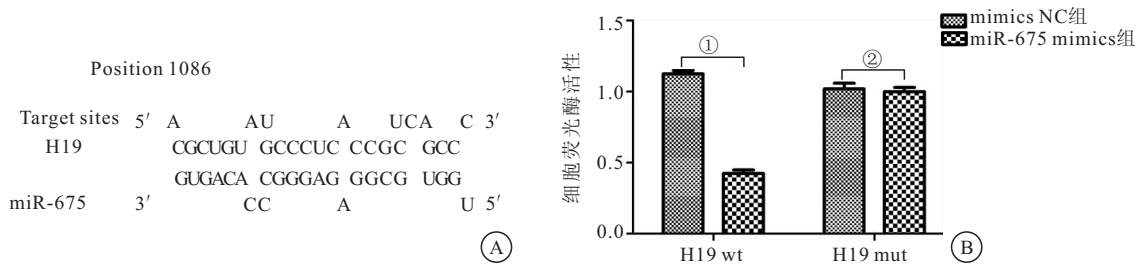 Position 1086
Target sites 5′ A AU A UCA C 3′
H19 CGCUGU GCCCUC CCGC GCC
GUGACA CGGGAG GGCG UGG
miR-675 3′ CC A U 5′
A
mimics NC组
miR-675 mimics组
细胞荧光酶活性
1.5
1.0
0.5
0.0
①
②
H19 wt
H19 mut
B